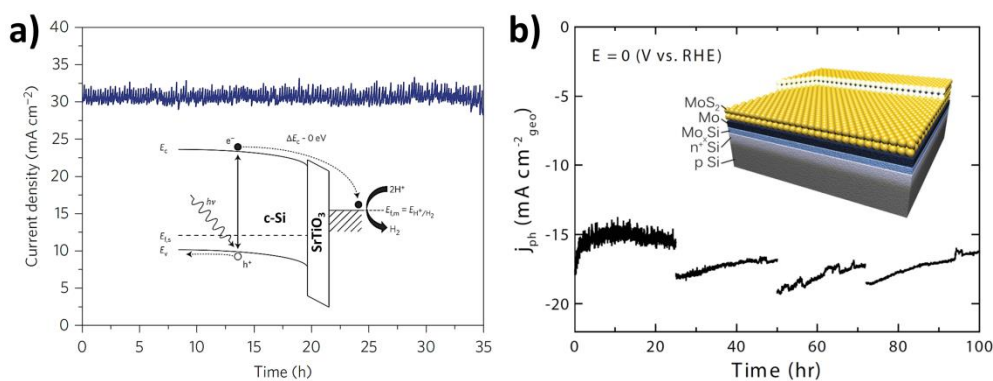 a)
40
35
30
25
20
15
10
5
0
Current density (mA cm⁻²)
0 5 10 15 20 25 30 35
Time (h)
e⁻
ΔE_c ~ 0 eV
E_c
hν
c-Si
SrTiO₃
2H⁺
E_f,m = E_H⁺/H₂
H₂
E_f,s
E_v
h⁺
b)
E = 0 (V vs. RHE)
MoS₂
Mo
MoₓSi
n⁺ Si
p Si
0
-5
-10
-15
-20
j_ph (mA cm⁻²_geo)
0 20 40 60 80 100
Time (hr)